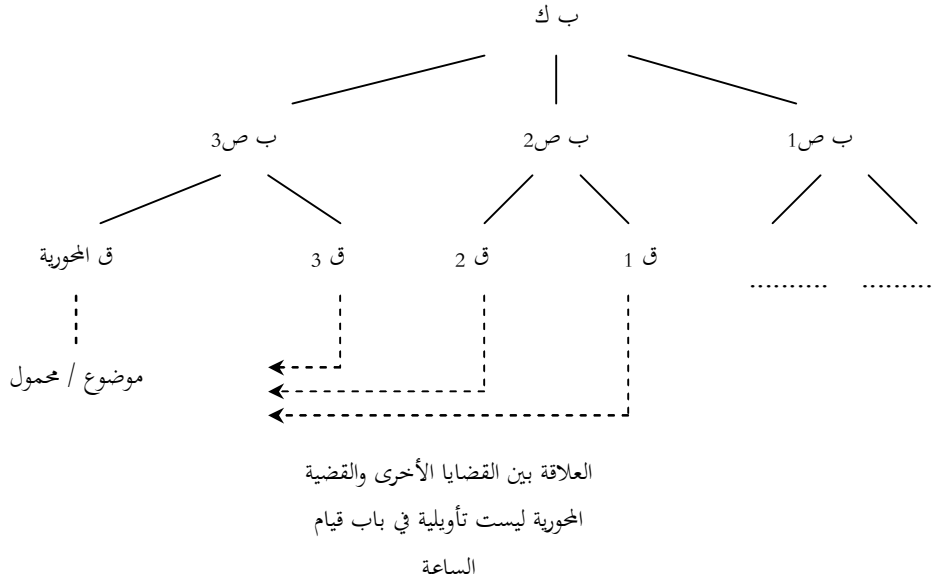 ب ك
ب ص1 ب ص2 ب ص3
.......... ......... ق 1 ق 2 ق 3 ق المحورية
موضوع / محمول
العلاقة بين القضايا الأخرى والقضية
المحورية ليست تأويلية في باب قيام
الساعة